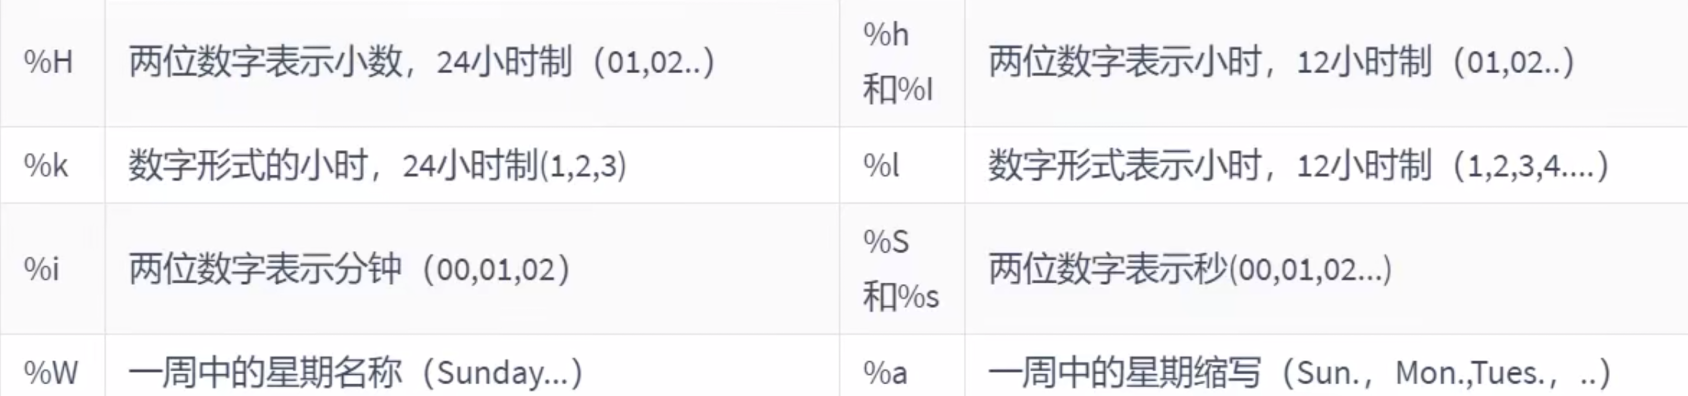 %H 两位数字表示小数，24小时制（01,02..） %h
和%I 两位数字表示小时，12小时制（01,02..）
%k 数字形式的小时，24小时制(1,2,3) %l 数字形式表示小时，12小时制（1,2,3,4....）
%i 两位数字表示分钟（00,01,02） %S
和%s 两位数字表示秒(00,01,02...)
%W 一周中的星期名称（Sunday...） %a 一周中的星期缩写（Sun.，Mon.,Tues.，..）